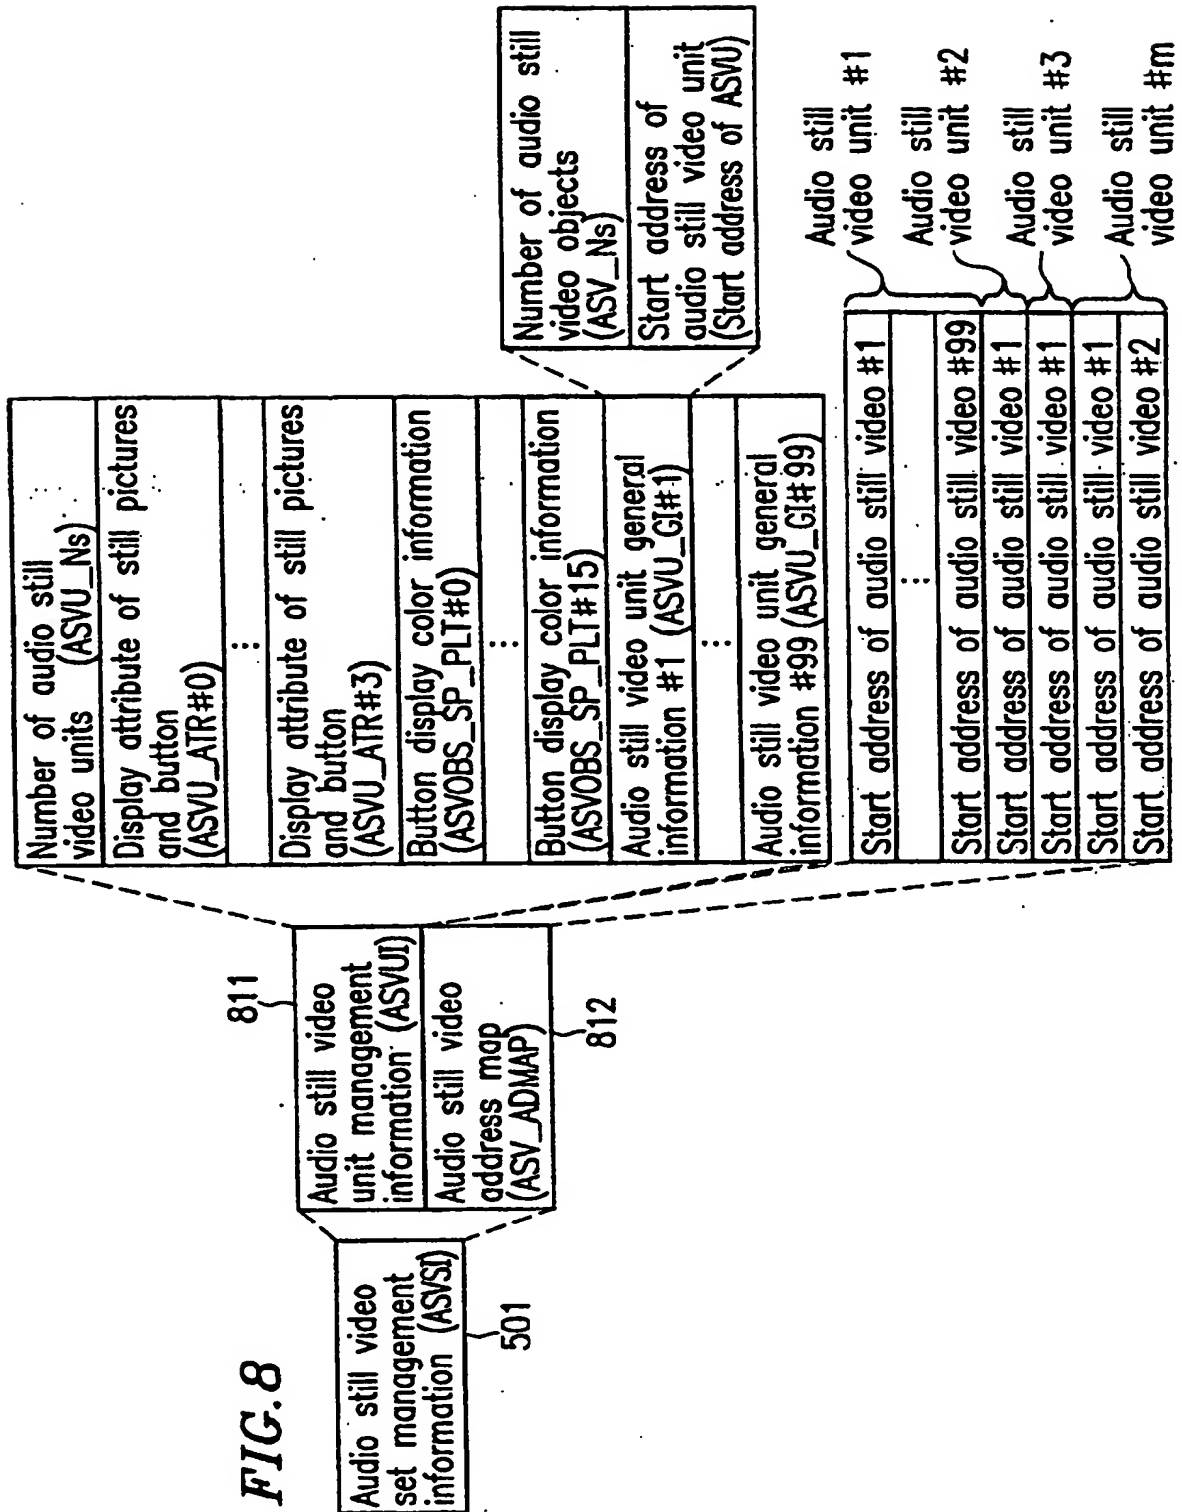 FIG. 8
Audio still video
set management
information (ASVSI)
501
811
Audio still video
unit management
information (ASVUI)
Audio still video
address map
(ASV_ADMAP)
812
Number of audio still
video units (ASVU_Ns)
Display attribute of still pictures
and button
(ASVU_ATR#0)
...
Display attribute of still pictures
and button
(ASVU_ATR#3)
Button display color information
(ASVOBS_SP_PLT#0)
...
Button display color information
(ASVOBS_SP_PLT#15)
Audio still video unit general
information #1 (ASVU_GI#1)
...
Audio still video unit general
information #99 (ASVU_GI#99)
Number of audio still
video objects
(ASV_Ns)
Start address of
audio still video unit
(Start address of ASVU)
Start address of audio still video #1
...
Start address of audio still video #99
Start address of audio still video #1
Start address of audio still video #1
Start address of audio still video #1
Start address of audio still video #2
Audio still
video unit #1
Audio still
video unit #2
Audio still
video unit #3
Audio still
video unit #m